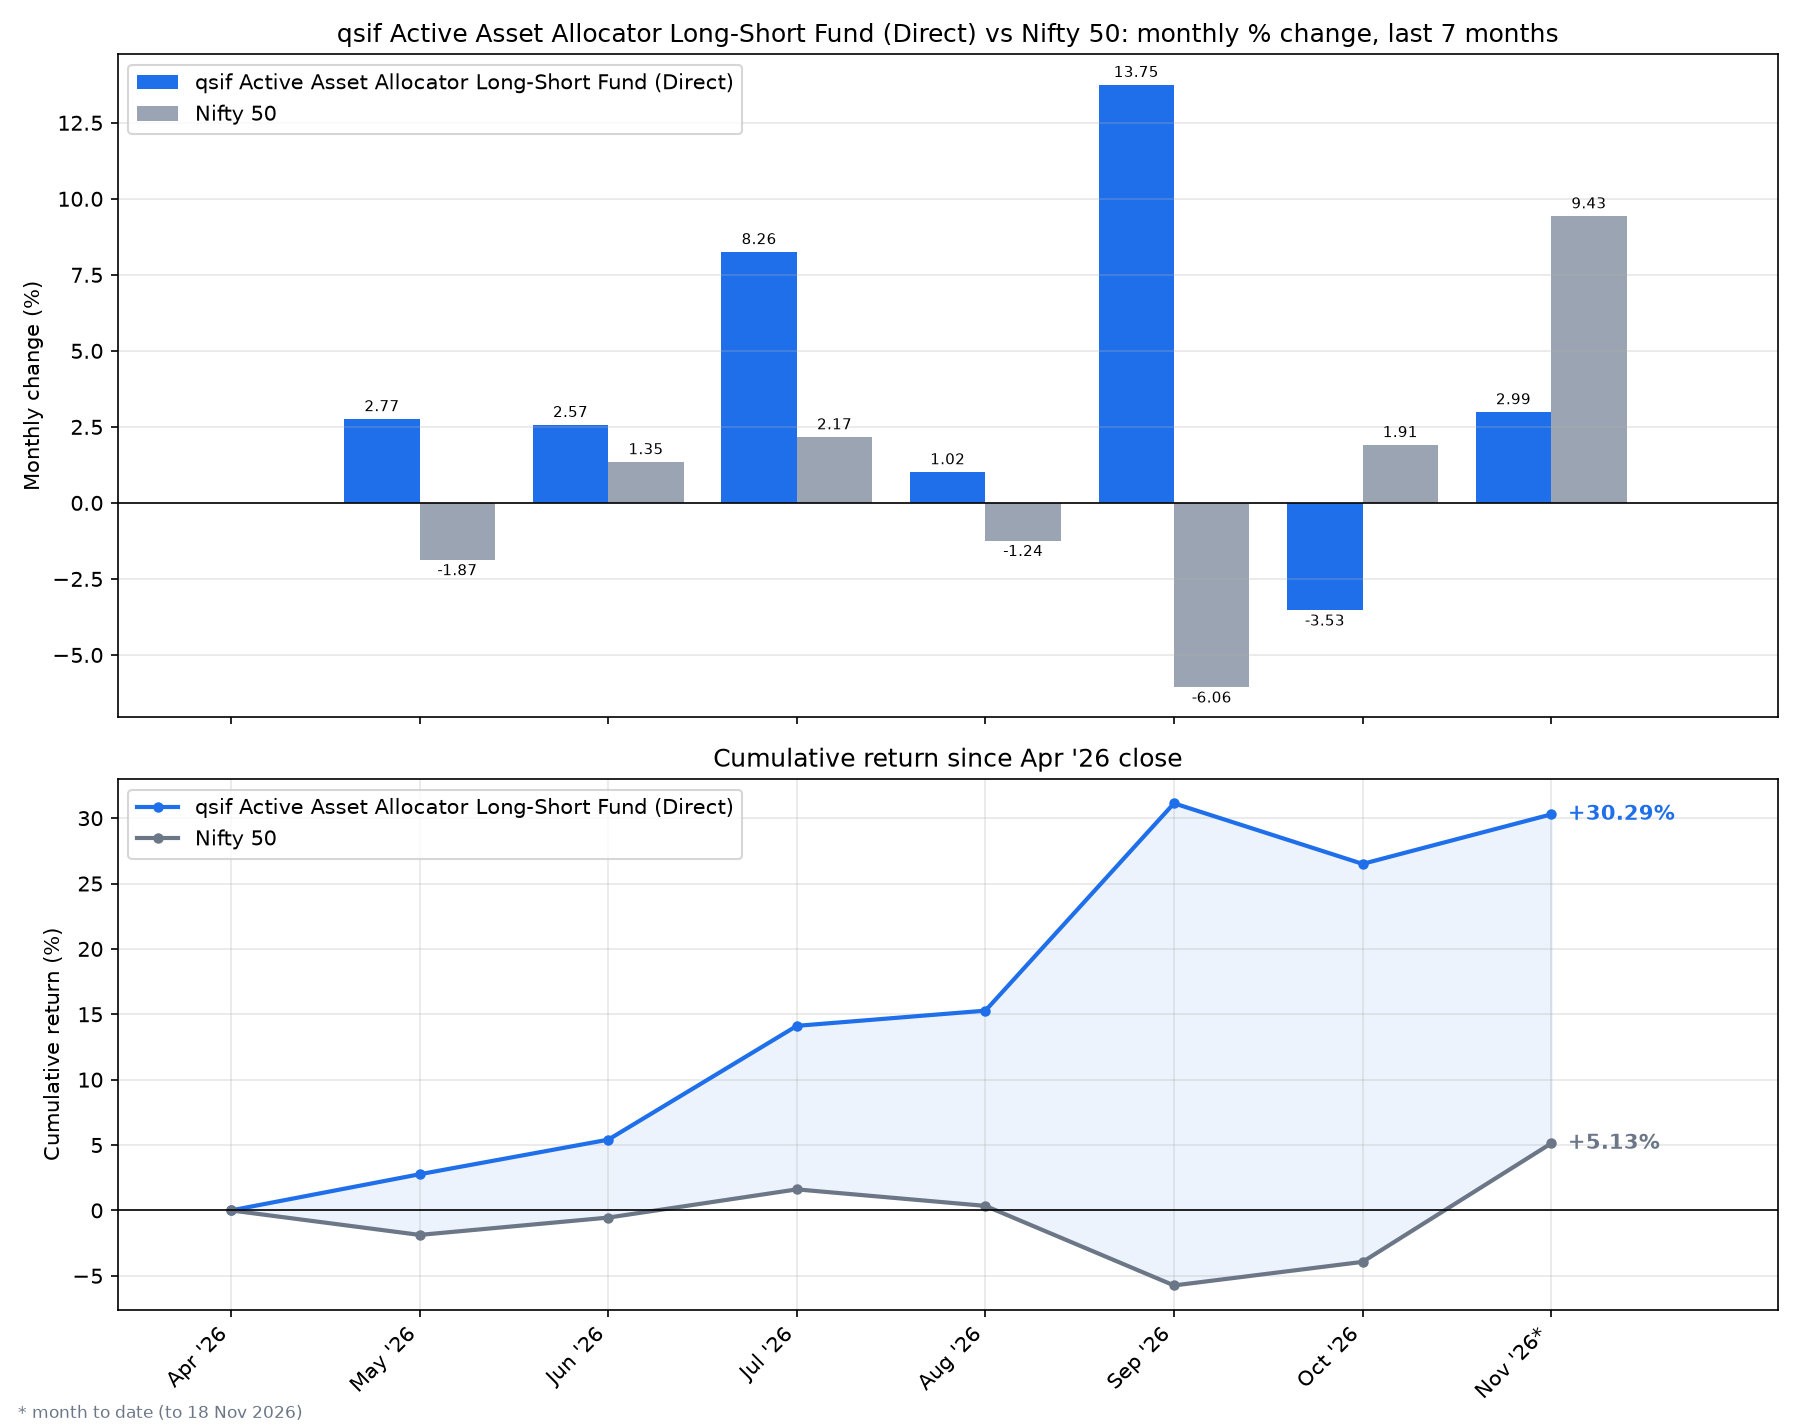 qsif Active Asset Allocator Long-Short Fund (Direct) vs Nifty 50: monthly % change, last 7 months
qsif Active Asset Allocator Long-Short Fund (Direct)
Nifty 50
Monthly change (%)
12.5
10.0
7.5
5.0
2.5
0.0
−2.5
−5.0
2.77
-1.87
2.57
1.35
8.26
2.17
1.02
-1.24
13.75
-6.06
-3.53
1.91
2.99
9.43
Cumulative return since Apr '26 close
qsif Active Asset Allocator Long-Short Fund (Direct)
Nifty 50
Cumulative return (%)
30
25
20
15
10
5
0
−5
+30.29%
+5.13%
Apr '26
May '26
Jun '26
Jul '26
Aug '26
Sep '26
Oct '26
Nov '26*
* month to date (to 18 Nov 2026)